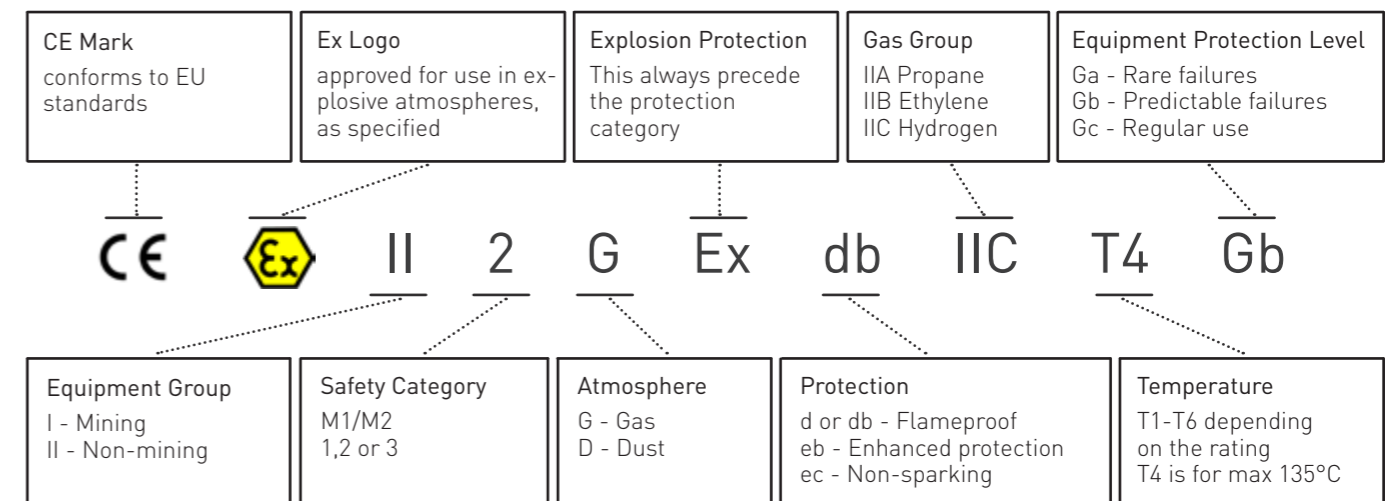 CE Mark
conforms to EU
standards
Ex Logo
approved for use in ex-
plosive atmospheres,
as specified
Explosion Protection
This always precede
the protection
category
Gas Group
IIA Propane
IIB Ethylene
IIC Hydrogen
Equipment Protection Level
Ga - Rare failures
Gb - Predictable failures
Gc - Regular use
CE Ex II 2 G Ex db IIC T4 Gb
Equipment Group
I - Mining
II - Non-mining
Safety Category
M1/M2
1,2 or 3
Atmosphere
G - Gas
D - Dust
Protection
d or db - Flameproof
eb - Enhanced protection
ec - Non-sparking
Temperature
T1-T6 depending
on the rating
T4 is for max 135°C